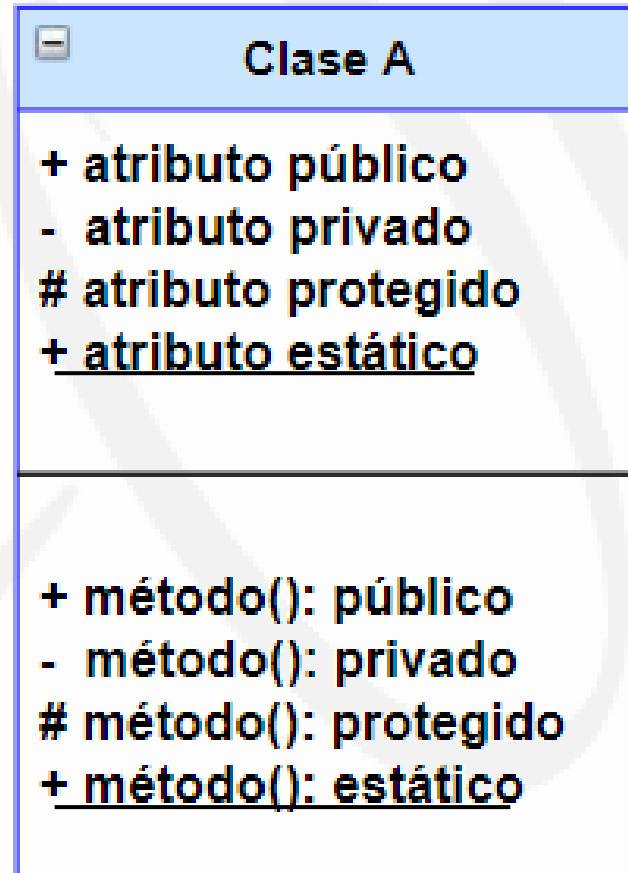 Clase A
+ atributo público
- atributo privado
# atributo protegido
+ atributo estático
+ método(): público
- método(): privado
# método(): protegido
+ método(): estático